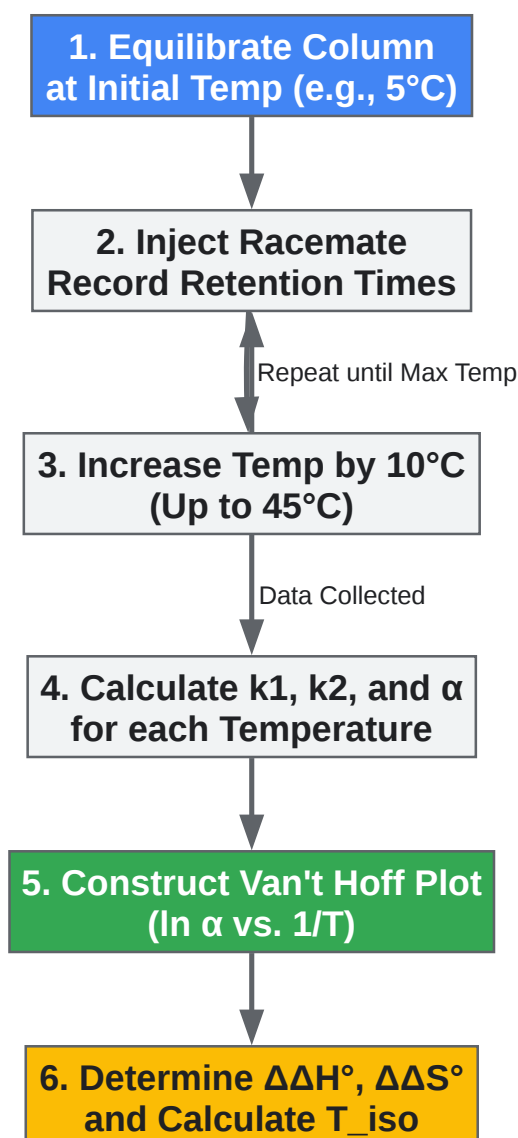 1. Equilibrate Column
at Initial Temp (e.g., 5°C)
2. Inject Racemate
Record Retention Times
Repeat until Max Temp
3. Increase Temp by 10°C
(Up to 45°C)
Data Collected
4. Calculate k1, k2, and α
for each Temperature
5. Construct Van't Hoff Plot
(ln α vs. 1/T)
6. Determine ΔΔH°, ΔΔS°
and Calculate T_iso